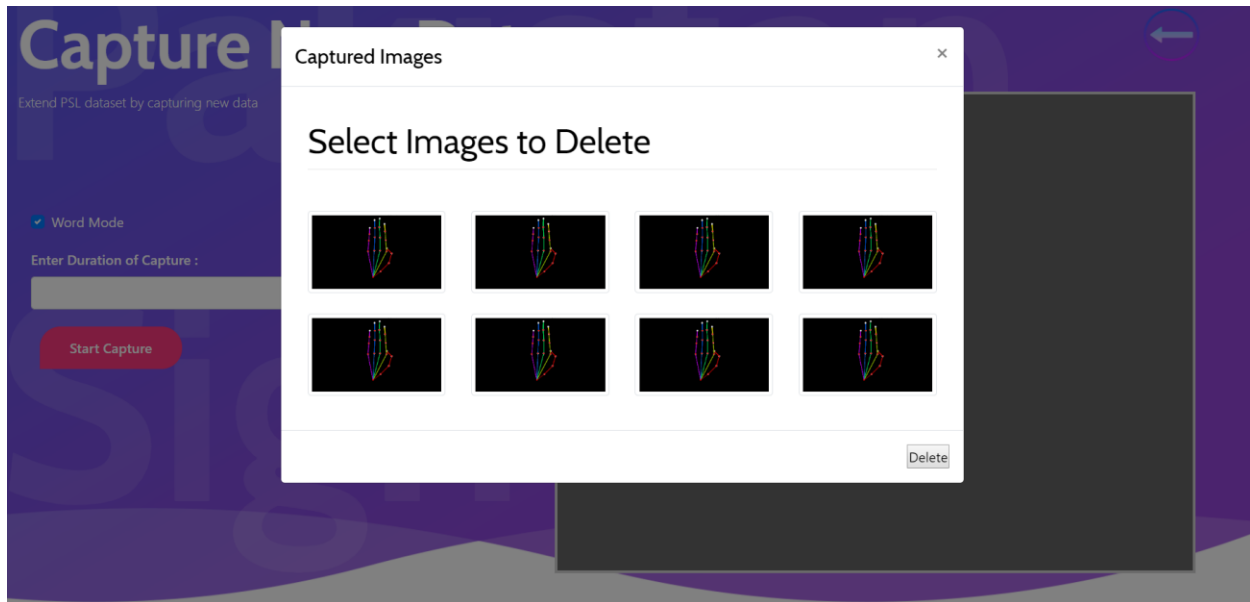 Capture N
Extend PSL dataset by capturing new data
Word Mode
Enter Duration of Capture :
Start Capture
Captured Images
×
Select Images to Delete
Delete